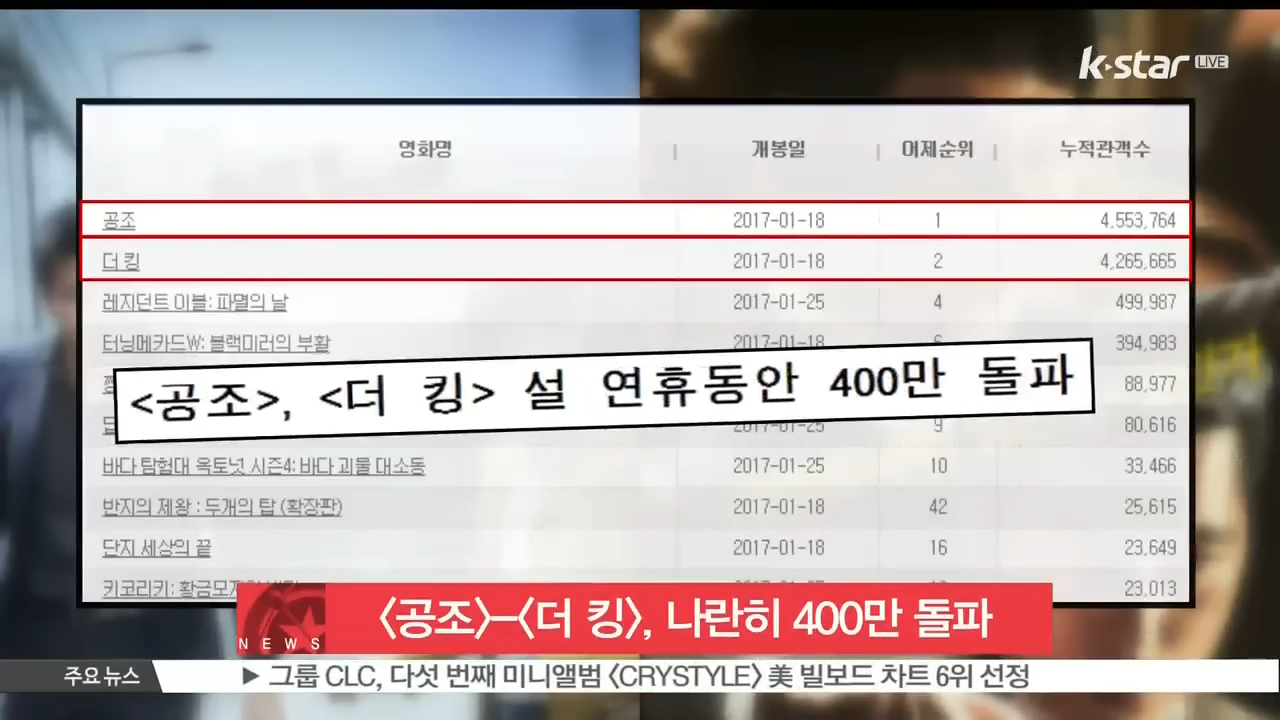 k·star LIVE
영화명 | 개봉일 | 어제순위 | 누적관객수
공조 2017-01-18 1 4,553,764
더 킹 2017-01-18 2 4,265,665
레지던트 이블: 파멸의 날 2017-01-25 4 499,987
터닝메카드W: 블랙미러의 부활 2017-01-18 6 394,983
88,977
<공조>, <더 킹> 설 연휴동안 400만 돌파
2017-01-25 9 80,616
바다 탐험대 옥토넛 시즌4: 바다 괴물 대소동 2017-01-25 10 33,466
반지의 제왕 : 두개의 탑 (확장판) 2017-01-18 42 25,615
단지 세상의 끝 2017-01-18 16 23,649
키코리키: 23,013
NEWS <공조>-<더 킹>, 나란히 400만 돌파
주요 뉴스 ▶ 그룹 CLC, 다섯 번째 미니앨범 <CRYSTYLE> 美 빌보드 차트 6위 선정